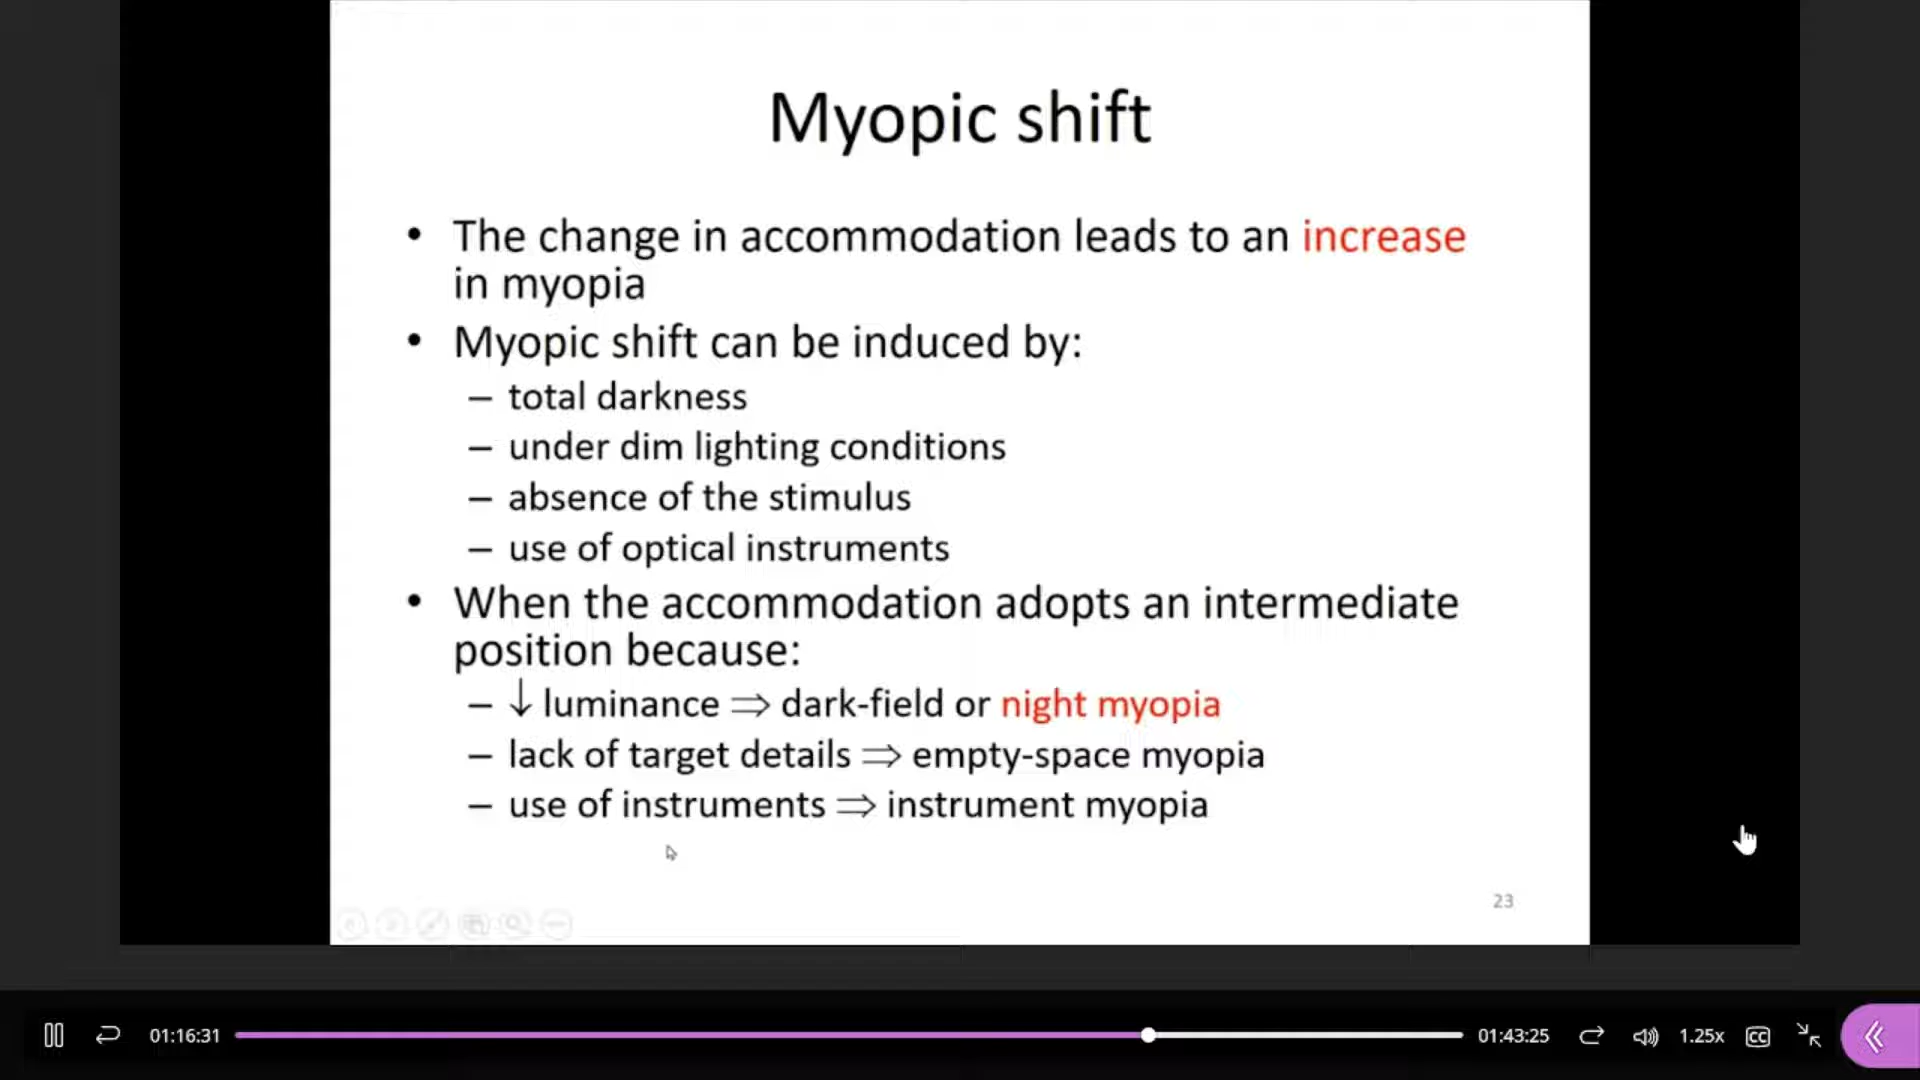 Myopic shift
• The change in accommodation leads to an increase
in myopia
• Myopic shift can be induced by:
– total darkness
– under dim lighting conditions
– absence of the stimulus
– use of optical instruments
• When the accommodation adopts an intermediate
position because:
– ↓ luminance ⇒ dark-field or night myopia
– lack of target details ⇒ empty-space myopia
– use of instruments ⇒ instrument myopia
23
01:16:31 01:43:25 1.25x CC